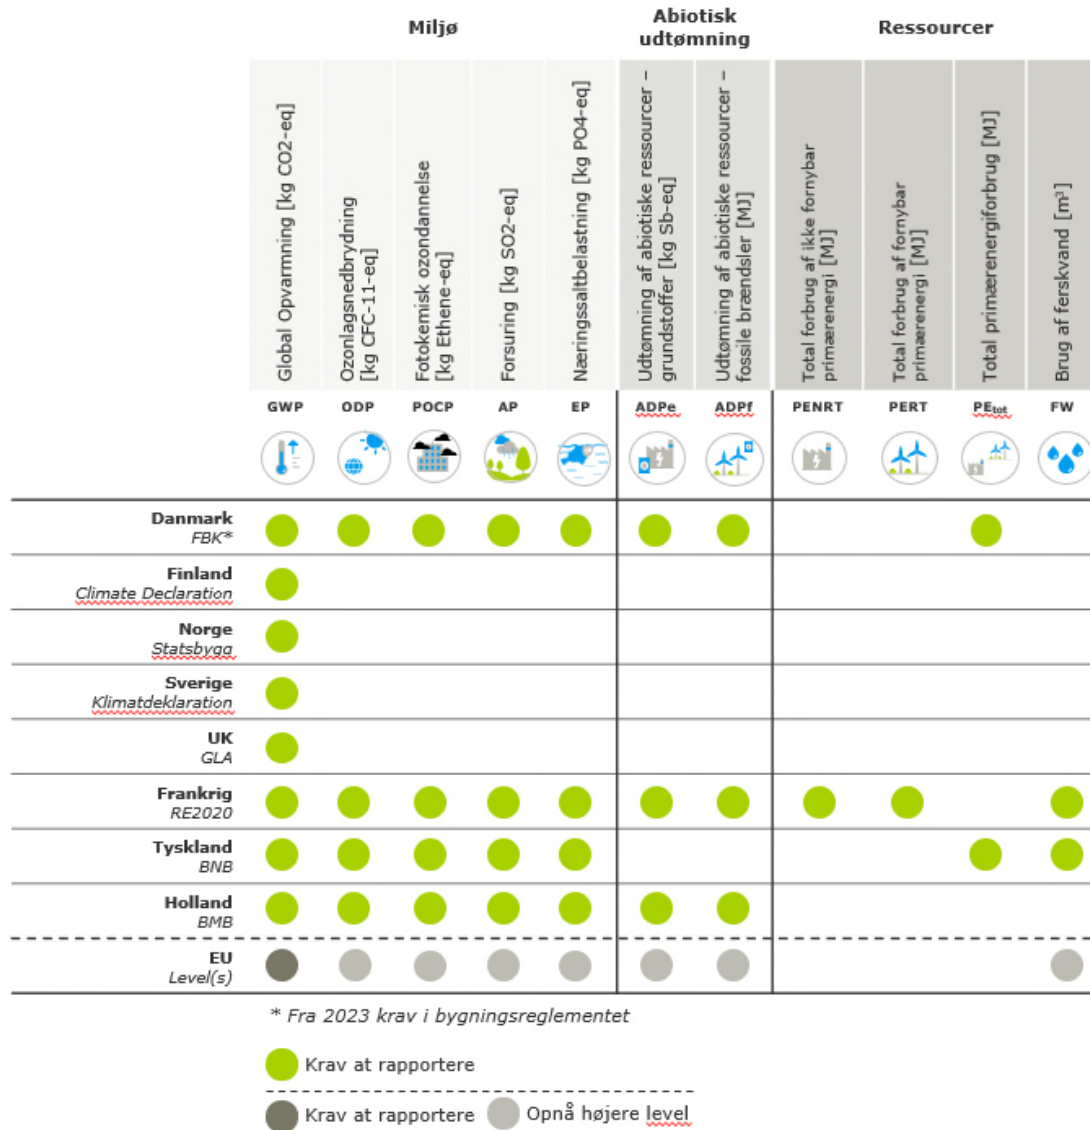 Miljø
Abiotisk
udtømning
Ressourcer
Global Opvarmning [kg CO2-eq]
Ozonlagsnedbrydning
[kg CFC-11-eq]
Fotokemisk ozondannelse
[kg Ethene-eq]
Forsuring [kg SO2-eq]
Næringssaltbelastning [kg PO4-eq]
Udtømning af abiotiske ressourcer –
grundstoffer [kg Sb-eq]
Udtømning af abiotiske ressourcer –
fossile brændsler [MJ]
Total forbrug af ikke fornybar
primærenergi [MJ]
Total forbrug af fornybar
primærenergi [MJ]
Total primærenergiforbrug [MJ]
Brug af ferskvand [m³]
GWP ODP POCP AP EP ADPe ADPf PENRT PERT PEtot FW
Danmark
FBK*
Finland
Climate Declaration
Norge
Statsbygg
Sverige
Klimatdeklaration
UK
GLA
Frankrig
RE2020
Tyskland
BNB
Holland
BMB
EU
Level(s)
* Fra 2023 krav i bygningsreglementet
Krav at rapportere
Krav at rapportere Opnå højere level